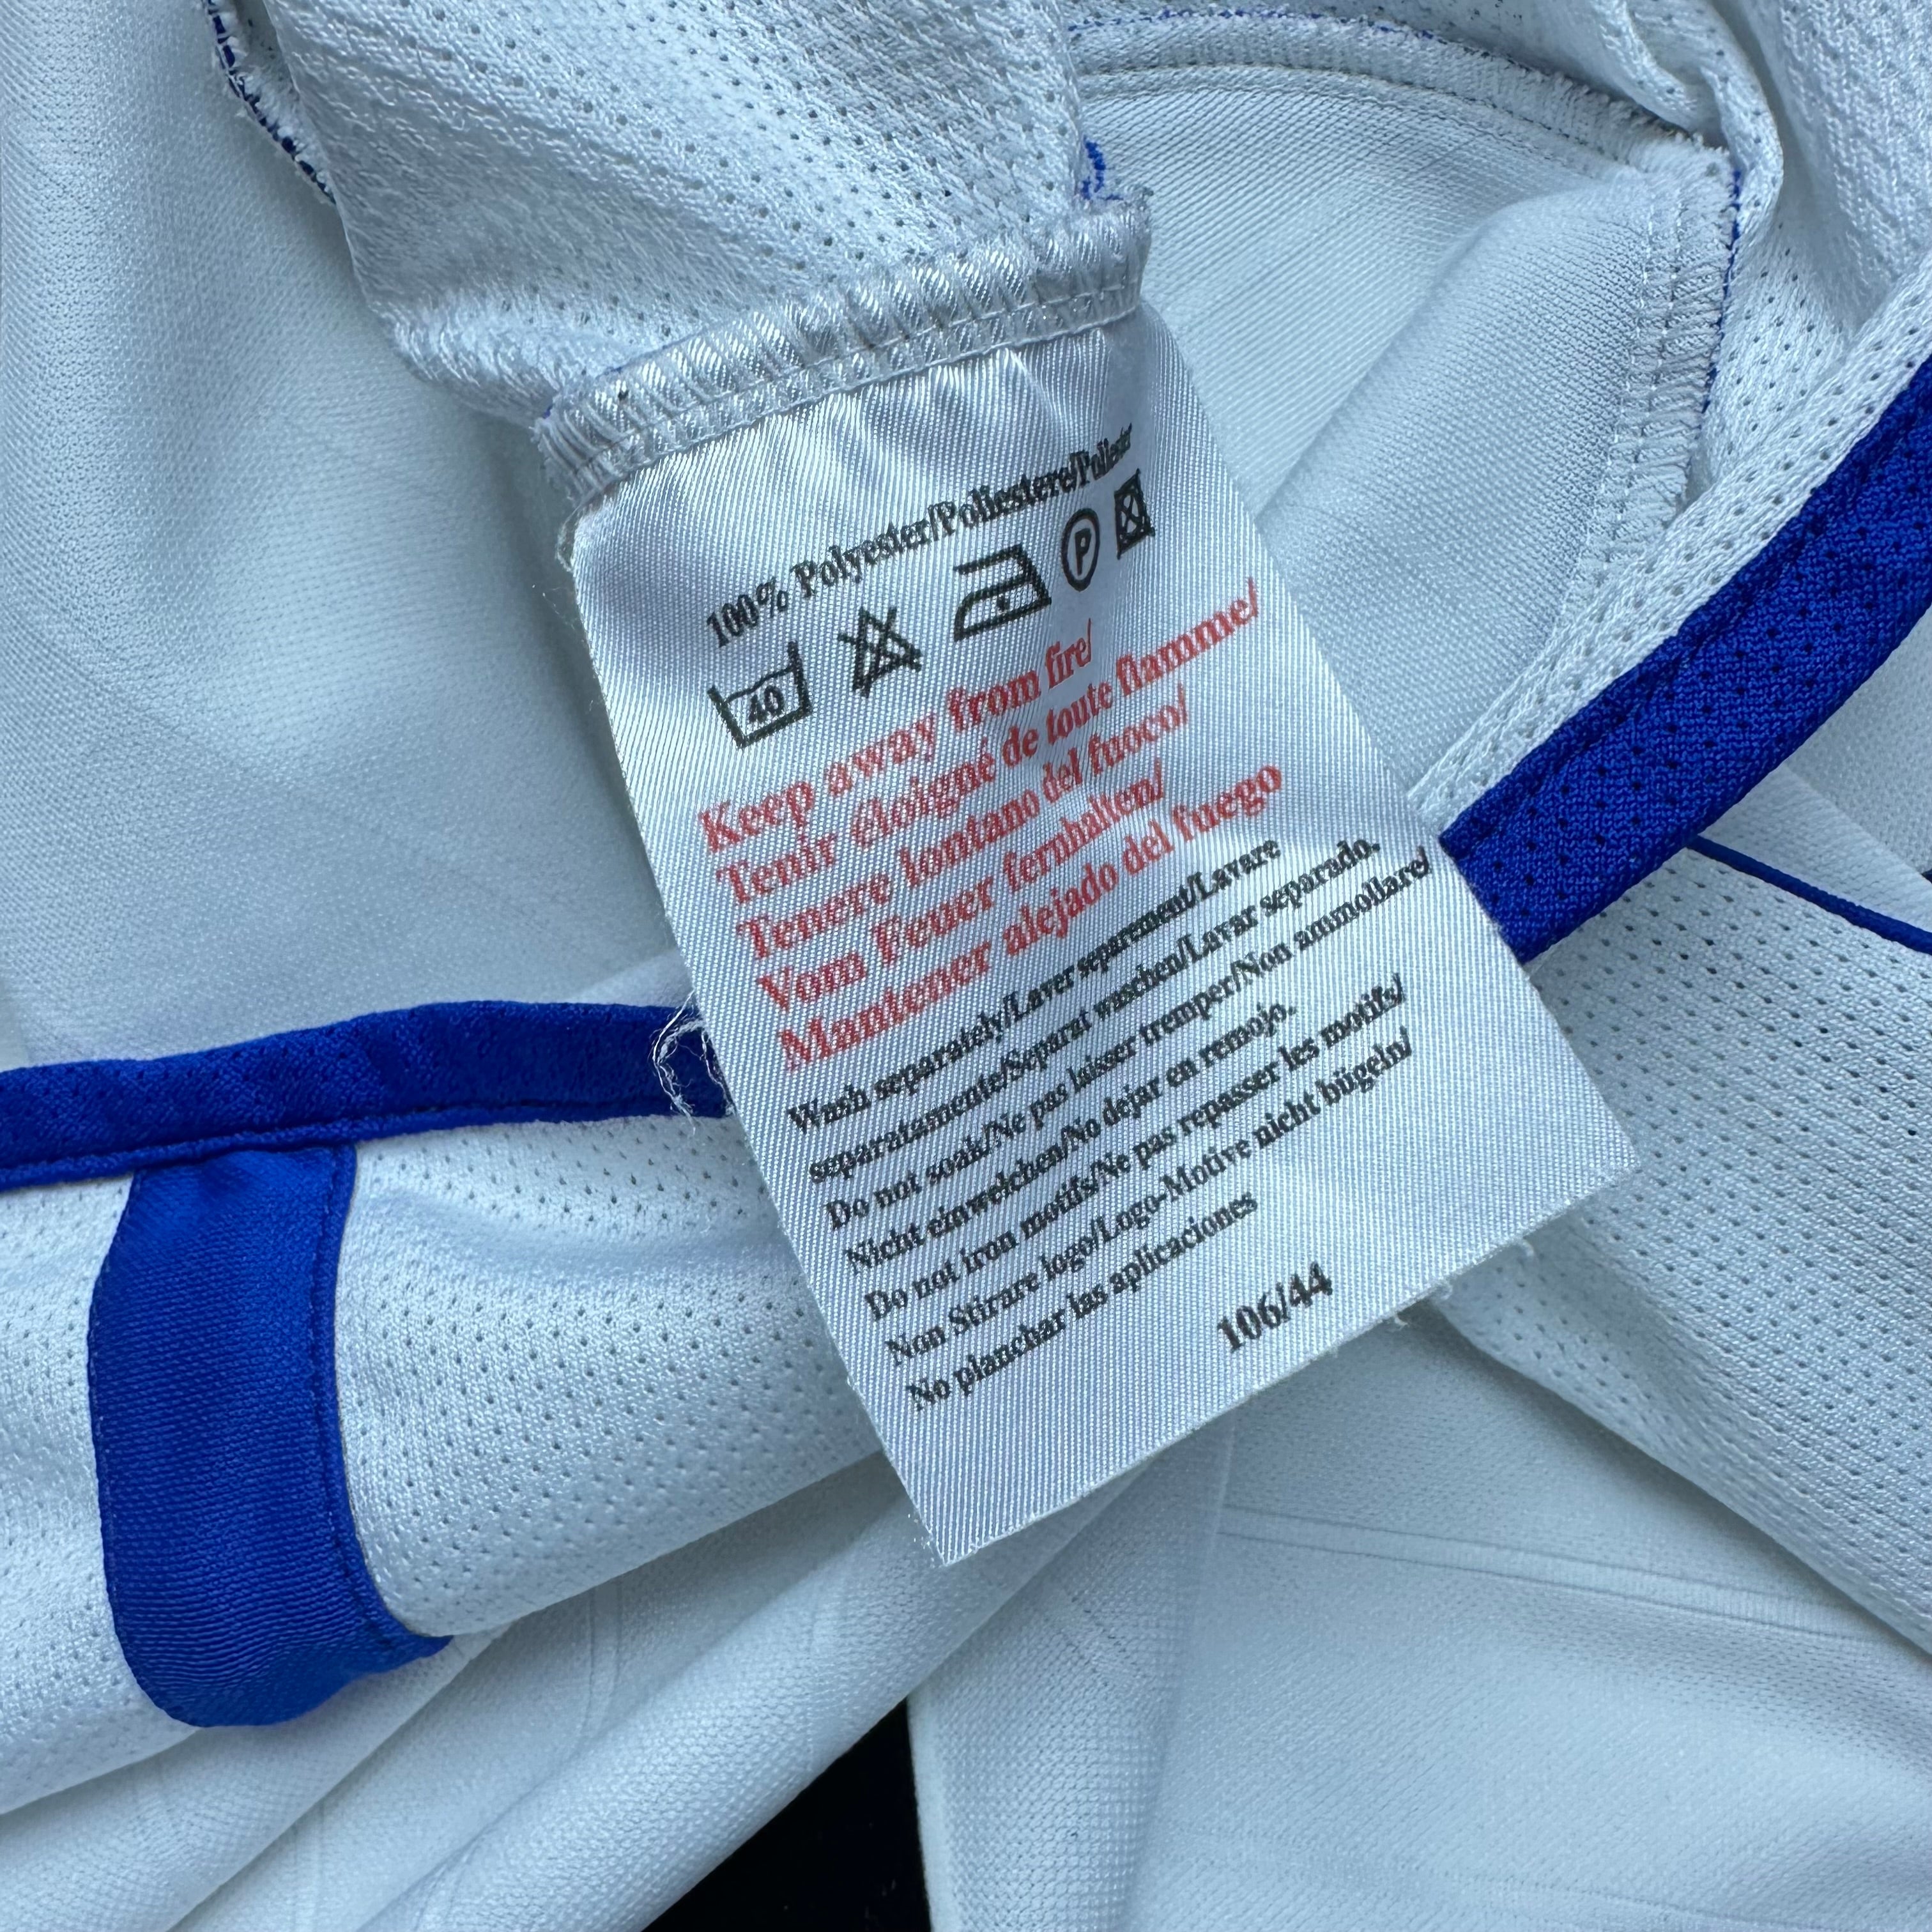 100% Polyester/Poliestere/Poliester
40 P
Keep away from fire/
Tenir éloigné de toute flamme/
Tenere lontano del fuoco/
Vom Feuer fernhalten/
Mantener alejado del fuego
Wash separately/Laver separement/Lavare
separatamente/Separat waschen/Lavar separado.
Do not soak/Ne pas laisser tremper/Non ammollare/
Nicht einweichen/No dejar en remojo.
Do not iron motifs/Ne pas repasser les motifs/
Non Stirare logo/Logo-Motive nicht bügeln/
No planchar las aplicaciones
106/44